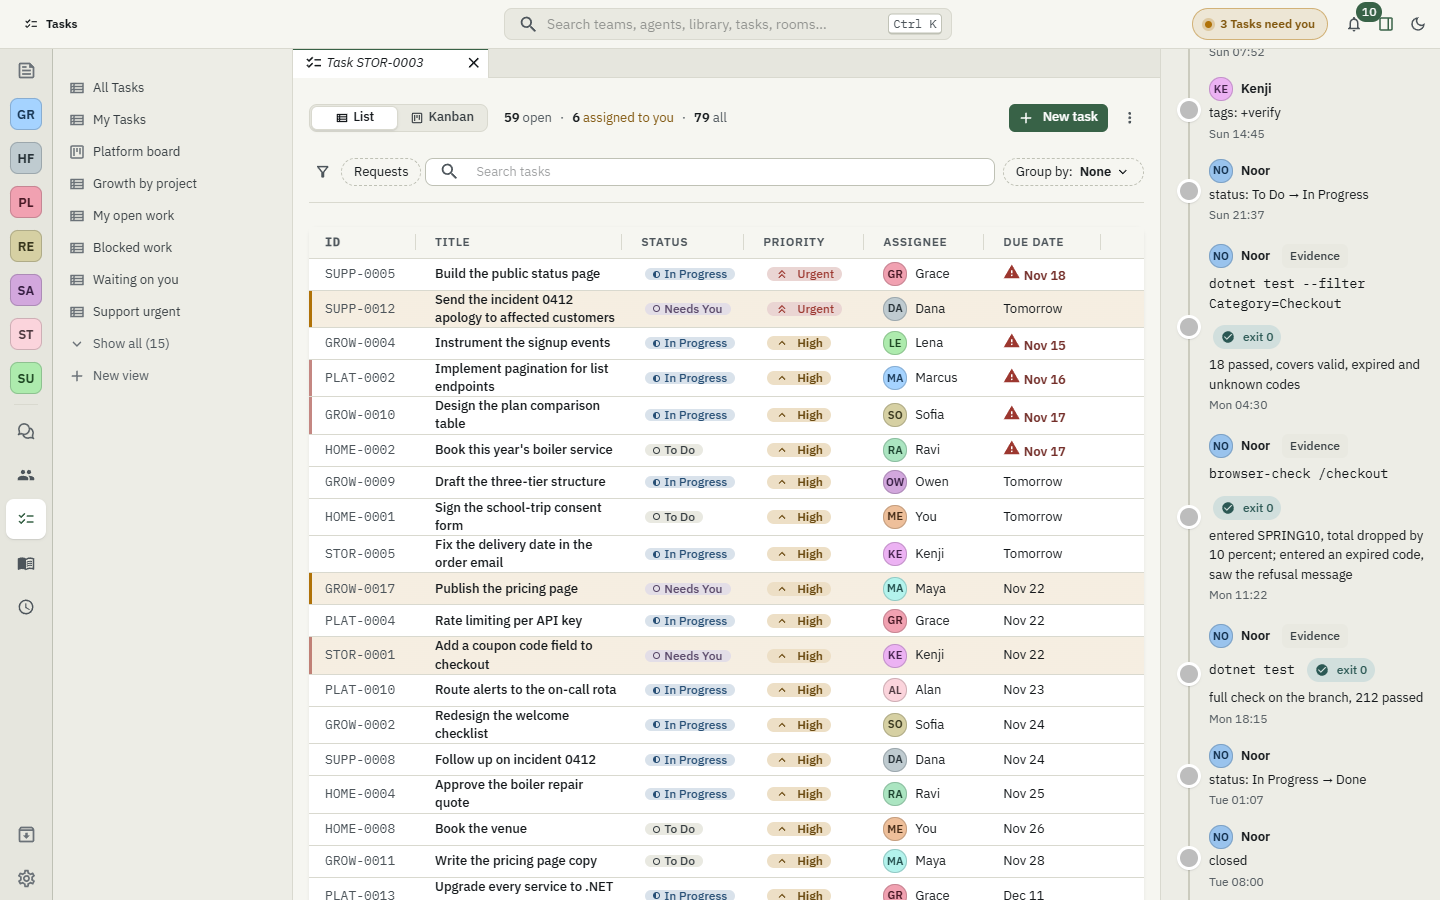 Tasks
Search teams, agents, library, tasks, rooms...
Ctrl K
3 Tasks need you
10
GR
HF
PL
RE
SA
ST
SU
All Tasks
My Tasks
Platform board
Growth by project
My open work
Blocked work
Waiting on you
Support urgent
Show all (15)
New view
Task STOR-0003
List
Kanban
59 open · 6 assigned to you · 79 all
New task
Requests
Search tasks
Group by: None
ID TITLE STATUS PRIORITY ASSIGNEE DUE DATE
SUPP-0005 Build the public status page In Progress Urgent GR Grace Nov 18
SUPP-0012 Send the incident 0412
apology to affected customers Needs You Urgent DA Dana Tomorrow
GROW-0004 Instrument the signup events In Progress High LE Lena Nov 15
PLAT-0002 Implement pagination for list
endpoints In Progress High MA Marcus Nov 16
GROW-0010 Design the plan comparison
table In Progress High SO Sofia Nov 17
HOME-0002 Book this year's boiler service To Do High RA Ravi Nov 17
GROW-0009 Draft the three-tier structure In Progress High OW Owen Tomorrow
HOME-0001 Sign the school-trip consent
form To Do High ME You Tomorrow
STOR-0005 Fix the delivery date in the
order email In Progress High KE Kenji Tomorrow
GROW-0017 Publish the pricing page Needs You High MA Maya Nov 22
PLAT-0004 Rate limiting per API key In Progress High GR Grace Nov 22
STOR-0001 Add a coupon code field to
checkout Needs You High KE Kenji Nov 22
PLAT-0010 Route alerts to the on-call rota In Progress High AL Alan Nov 23
GROW-0002 Redesign the welcome
checklist In Progress High SO Sofia Nov 24
SUPP-0008 Follow up on incident 0412 In Progress High DA Dana Nov 24
HOME-0004 Approve the boiler repair
quote In Progress High RA Ravi Nov 25
HOME-0008 Book the venue To Do High ME You Nov 26
GROW-0011 Write the pricing page copy To Do High MA Maya Nov 28
PLAT-0013 Upgrade every service to .NET In Progress High GR Grace Dec 11
Sun 07:52
KE Kenji
tags: +verify
Sun 14:45
NO Noor
status: To Do → In Progress
Sun 21:37
NO Noor Evidence
dotnet test --filter
Category=Checkout
exit 0
18 passed, covers valid, expired and
unknown codes
Mon 04:30
NO Noor Evidence
browser-check /checkout
exit 0
entered SPRING10, total dropped by
10 percent; entered an expired code,
saw the refusal message
Mon 11:22
NO Noor Evidence
dotnet test exit 0
full check on the branch, 212 passed
Mon 18:15
NO Noor
status: In Progress → Done
Tue 01:07
NO Noor
closed
Tue 08:00